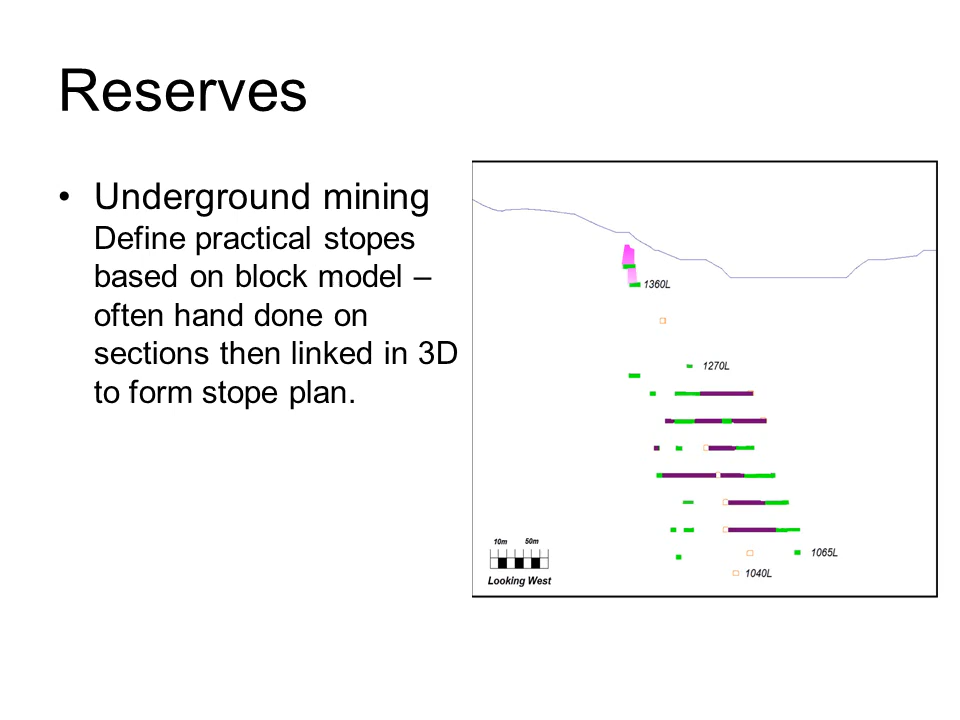 Reserves
• Underground mining
Define practical stopes
based on block model –
often hand done on
sections then linked in 3D
to form stope plan.
1360L
1270L
1065L
1040L
10m 50m
Looking West